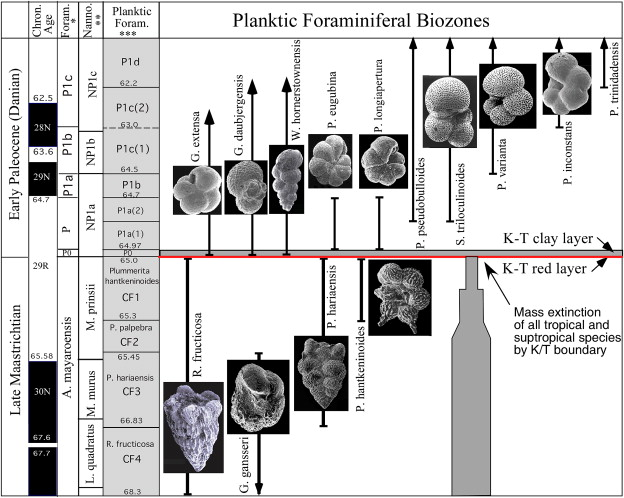 Chron. Age
Foram. *
Nanno. **
Planktic Foram. ***
Planktic Foraminiferal Biozones
Early Paleocene (Danian)
Late Maastrichtian
62.5
28N
63.6
29N
64.7
29R
65.58
30N
67.6
67.7
P1c
P1b
P1a
P
P0
A. mayaroensis
NP1c
NP1b
NP1a
M. prinsii
M. murus
L. quadratus
P1d
62.2
P1c(2)
63.0
P1c(1)
64.5
P1b
64.7
P1a(2)
P1a(1)
64.97
P0
65.0
Plummerita
hantkeninoides
CF1
65.3
P. palpebra
CF2
65.45
P. hariaensis
CF3
66.83
R. fructicosa
CF4
68.3
G. extensa
G. daubjergensis
W. hornerstownensis
P. eugubina
P. longiapertura
P. pseudobulloides
S. triloculinoides
P. varianta
P. inconstans
P. trinidadensis
K-T clay layer
K-T red layer
R. fructicosa
G. gansseri
P. hariaensis
P. hantkeninoides
Mass extinction
of all tropical and
suptropical species
by K/T boundary